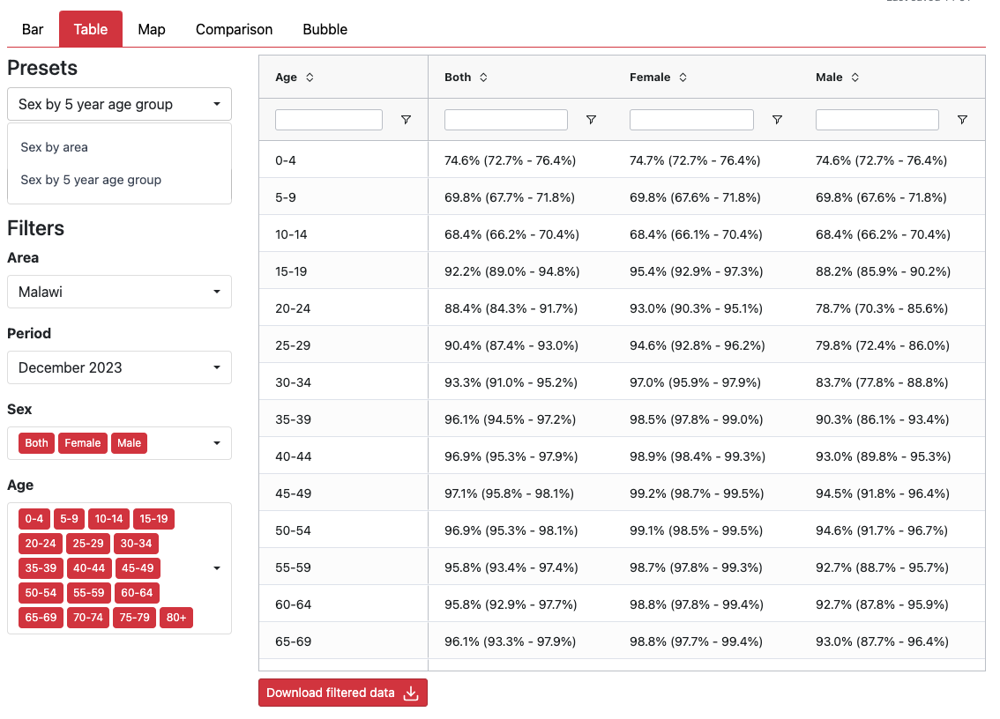 Bar Table Map Comparison Bubble
Presets
Sex by 5 year age group
Sex by area
Sex by 5 year age group
Filters
Area
Malawi
Period
December 2023
Sex
Both Female Male
Age
0-4 5-9 10-14 15-19
20-24 25-29 30-34
35-39 40-44 45-49
50-54 55-59 60-64
65-69 70-74 75-79 80+
Age Both Female Male
0-4 74.6% (72.7% - 76.4%) 74.7% (72.7% - 76.4%) 74.6% (72.7% - 76.4%)
5-9 69.8% (67.7% - 71.8%) 69.8% (67.6% - 71.8%) 69.8% (67.6% - 71.8%)
10-14 68.4% (66.2% - 70.4%) 68.4% (66.1% - 70.4%) 68.4% (66.2% - 70.4%)
15-19 92.2% (89.0% - 94.8%) 95.4% (92.9% - 97.3%) 88.2% (85.9% - 90.2%)
20-24 88.4% (84.3% - 91.7%) 93.0% (90.3% - 95.1%) 78.7% (70.3% - 85.6%)
25-29 90.4% (87.4% - 93.0%) 94.6% (92.8% - 96.2%) 79.8% (72.4% - 86.0%)
30-34 93.3% (91.0% - 95.2%) 97.0% (95.9% - 97.9%) 83.7% (77.8% - 88.8%)
35-39 96.1% (94.5% - 97.2%) 98.5% (97.8% - 99.0%) 90.3% (86.1% - 93.4%)
40-44 96.9% (95.3% - 97.9%) 98.9% (98.4% - 99.3%) 93.0% (89.8% - 95.3%)
45-49 97.1% (95.8% - 98.1%) 99.2% (98.7% - 99.5%) 94.5% (91.8% - 96.4%)
50-54 96.9% (95.3% - 98.1%) 99.1% (98.5% - 99.5%) 94.6% (91.7% - 96.7%)
55-59 95.8% (93.4% - 97.4%) 98.7% (97.8% - 99.3%) 92.7% (88.7% - 95.7%)
60-64 95.8% (92.9% - 97.7%) 98.8% (97.8% - 99.4%) 92.7% (87.8% - 95.9%)
65-69 96.1% (93.3% - 97.9%) 98.8% (97.7% - 99.4%) 93.0% (87.7% - 96.4%)
Download filtered data